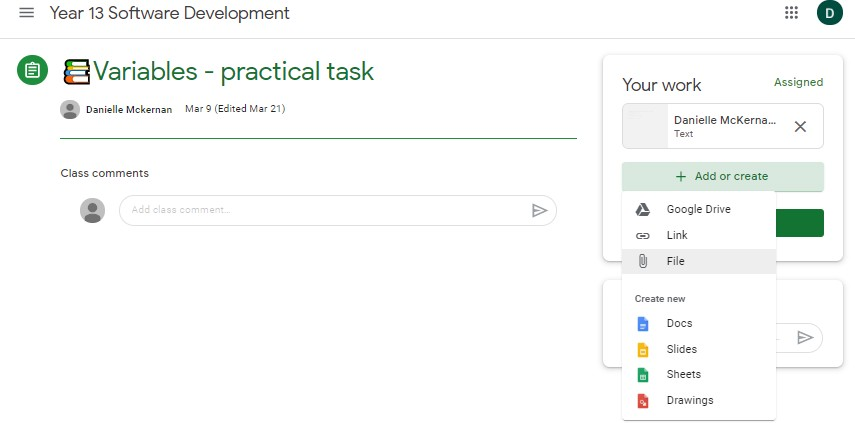 Year 13 Software Development
D
Variables - practical task
Danielle Mckernan Mar 9 (Edited Mar 21)
Class comments
Add class comment...
Your work
Assigned
Danielle McKerna...
Text
+ Add or create
Google Drive
Link
File
Create new
Docs
Slides
Sheets
Drawings